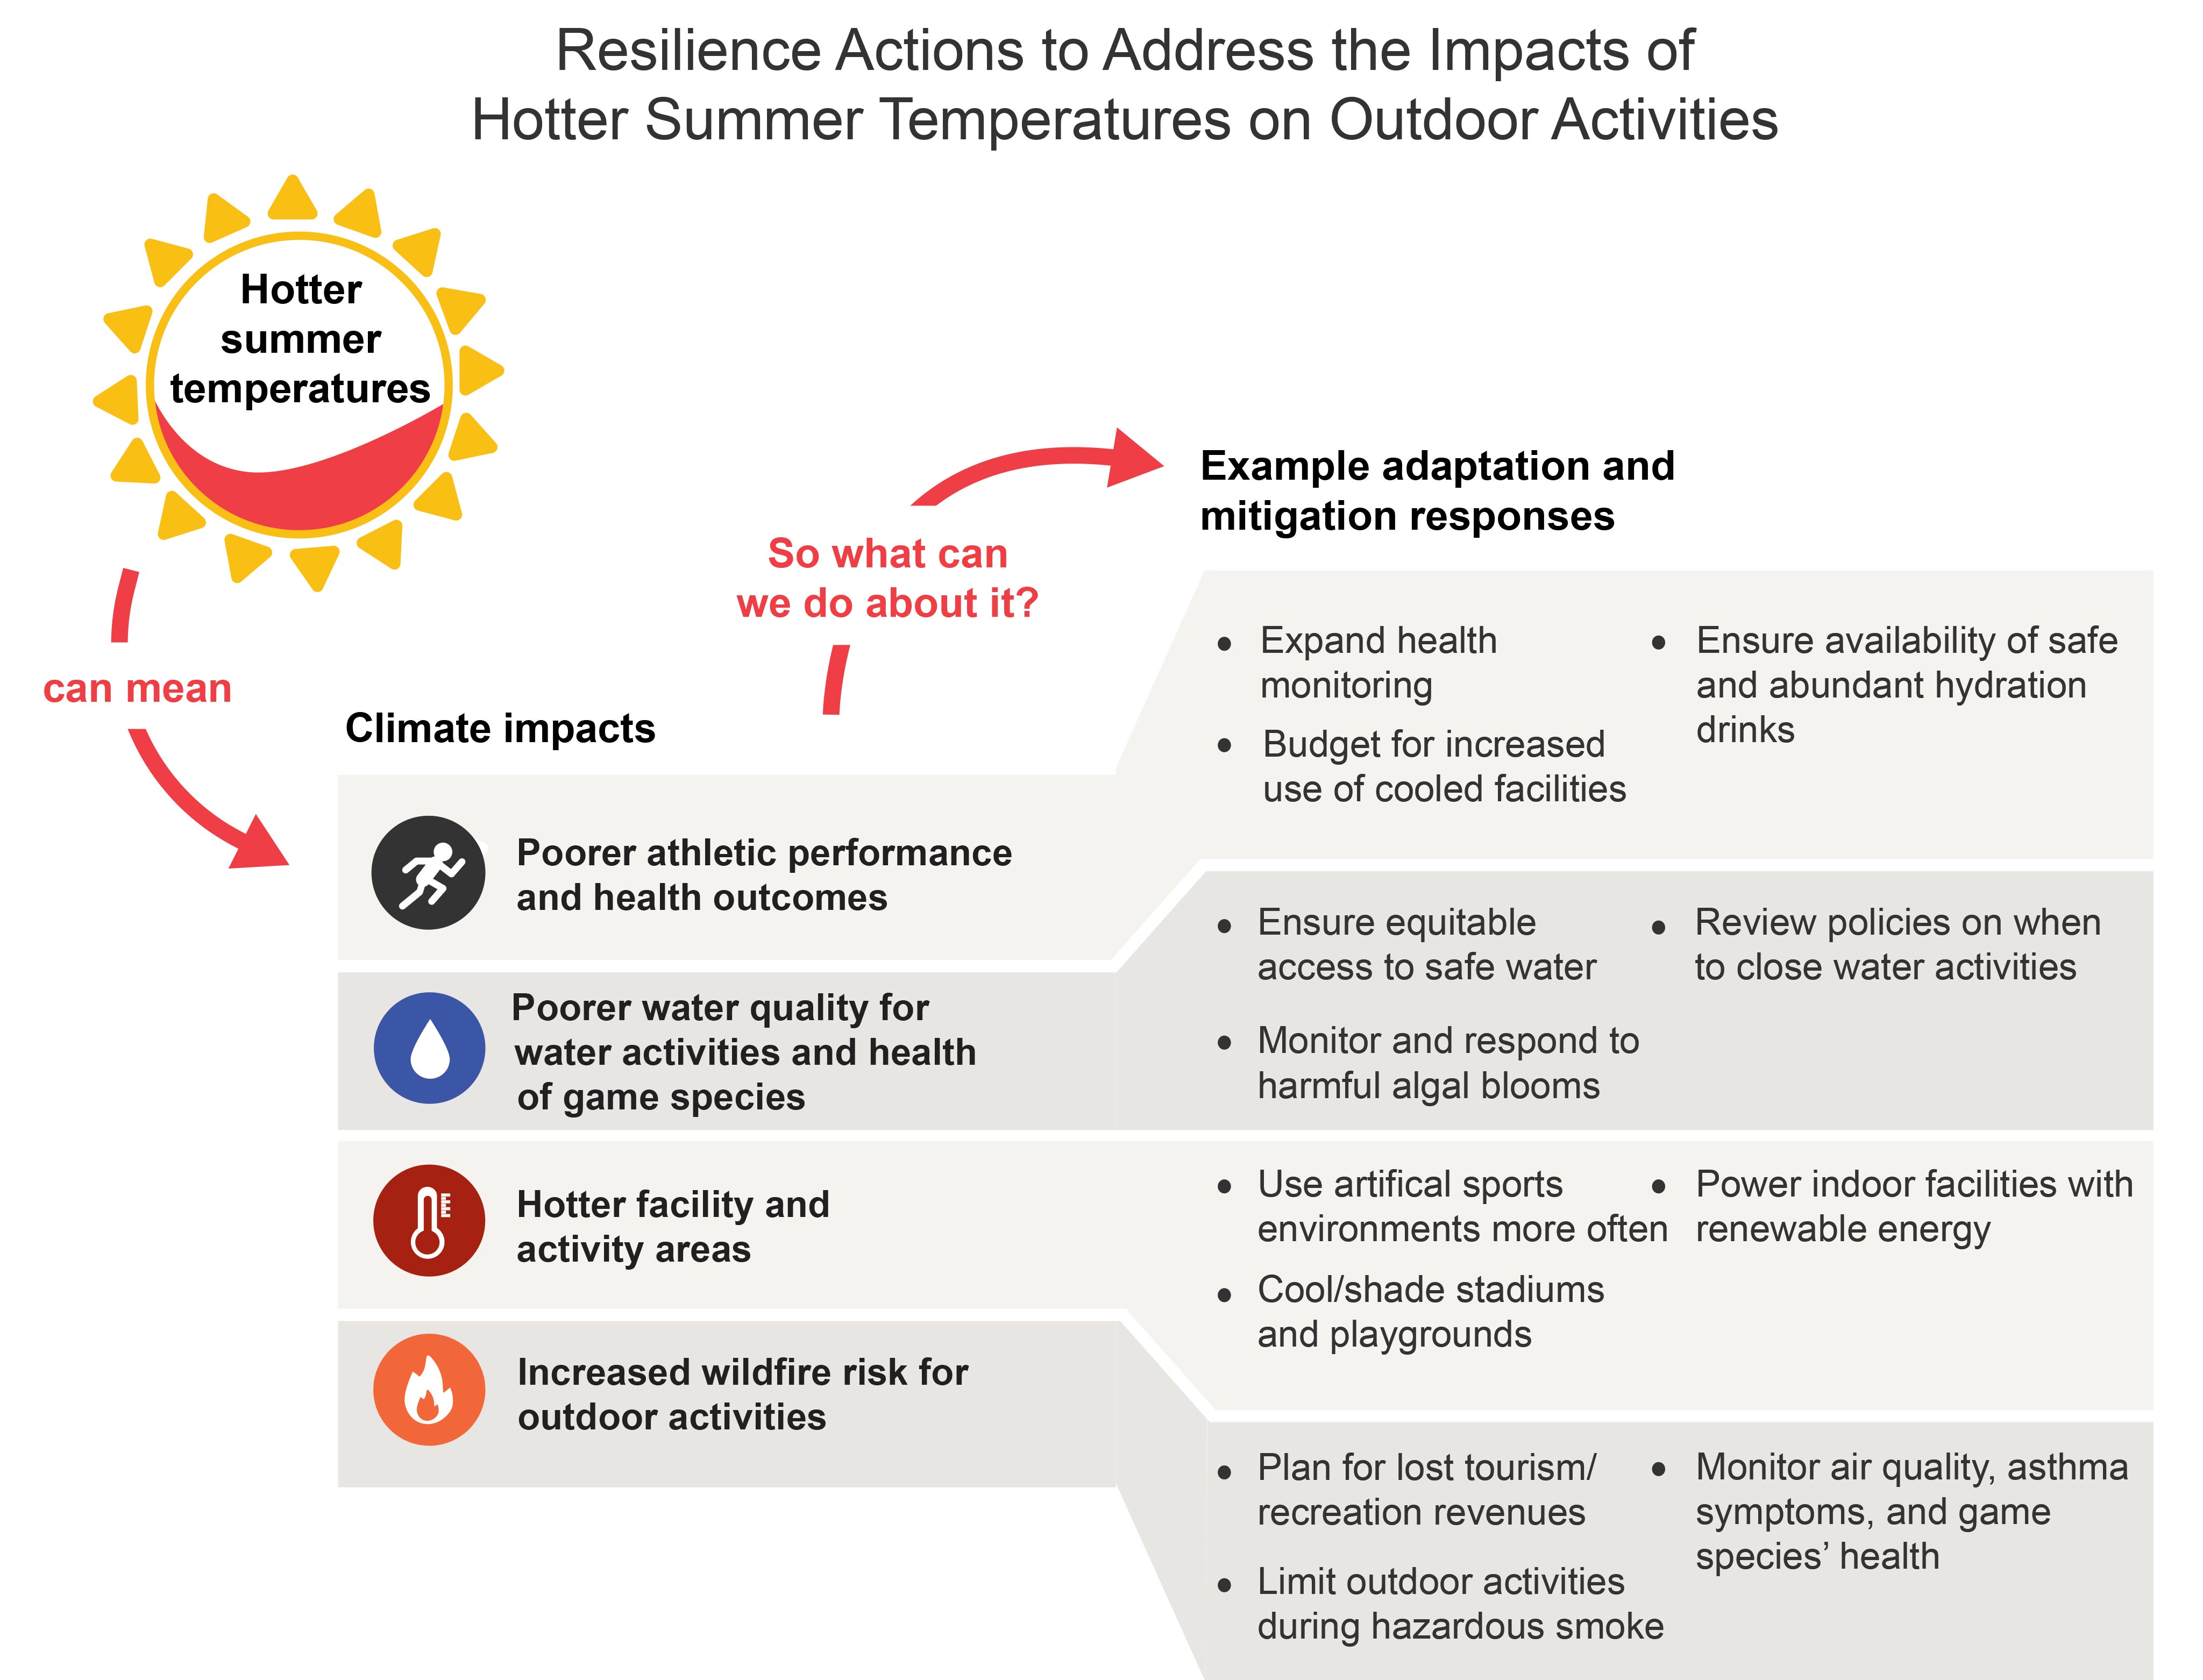 Resilience Actions to Address the Impacts of
Hotter Summer Temperatures on Outdoor Activities
Hotter
summer
temperatures
can mean
So what can
we do about it?
Climate impacts
Poorer athletic performance
and health outcomes
Poorer water quality for
water activities and health
of game species
Hotter facility and
activity areas
Increased wildfire risk for
outdoor activities
Example adaptation and
mitigation responses
• Expand health
monitoring
• Budget for increased
use of cooled facilities
• Ensure availability of safe
and abundant hydration
drinks
• Ensure equitable
access to safe water
• Monitor and respond to
harmful algal blooms
• Review policies on when
to close water activities
• Use artifical sports
environments more often
• Cool/shade stadiums
and playgrounds
• Power indoor facilities with
renewable energy
• Plan for lost tourism/
recreation revenues
• Limit outdoor activities
during hazardous smoke
• Monitor air quality, asthma
symptoms, and game
species’ health